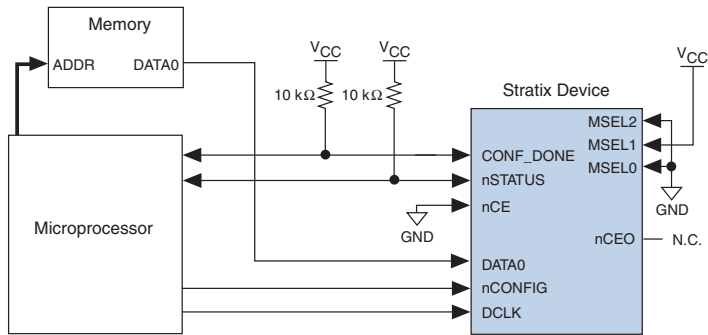 Memory
ADDR DATA0
VCC VCC
10 kΩ 10 kΩ
VCC
Stratix Device
MSEL2
MSEL1
MSEL0
CONF_DONE
nSTATUS
nCE
GND
GND
Microprocessor
nCEO N.C.
DATA0
nCONFIG
DCLK